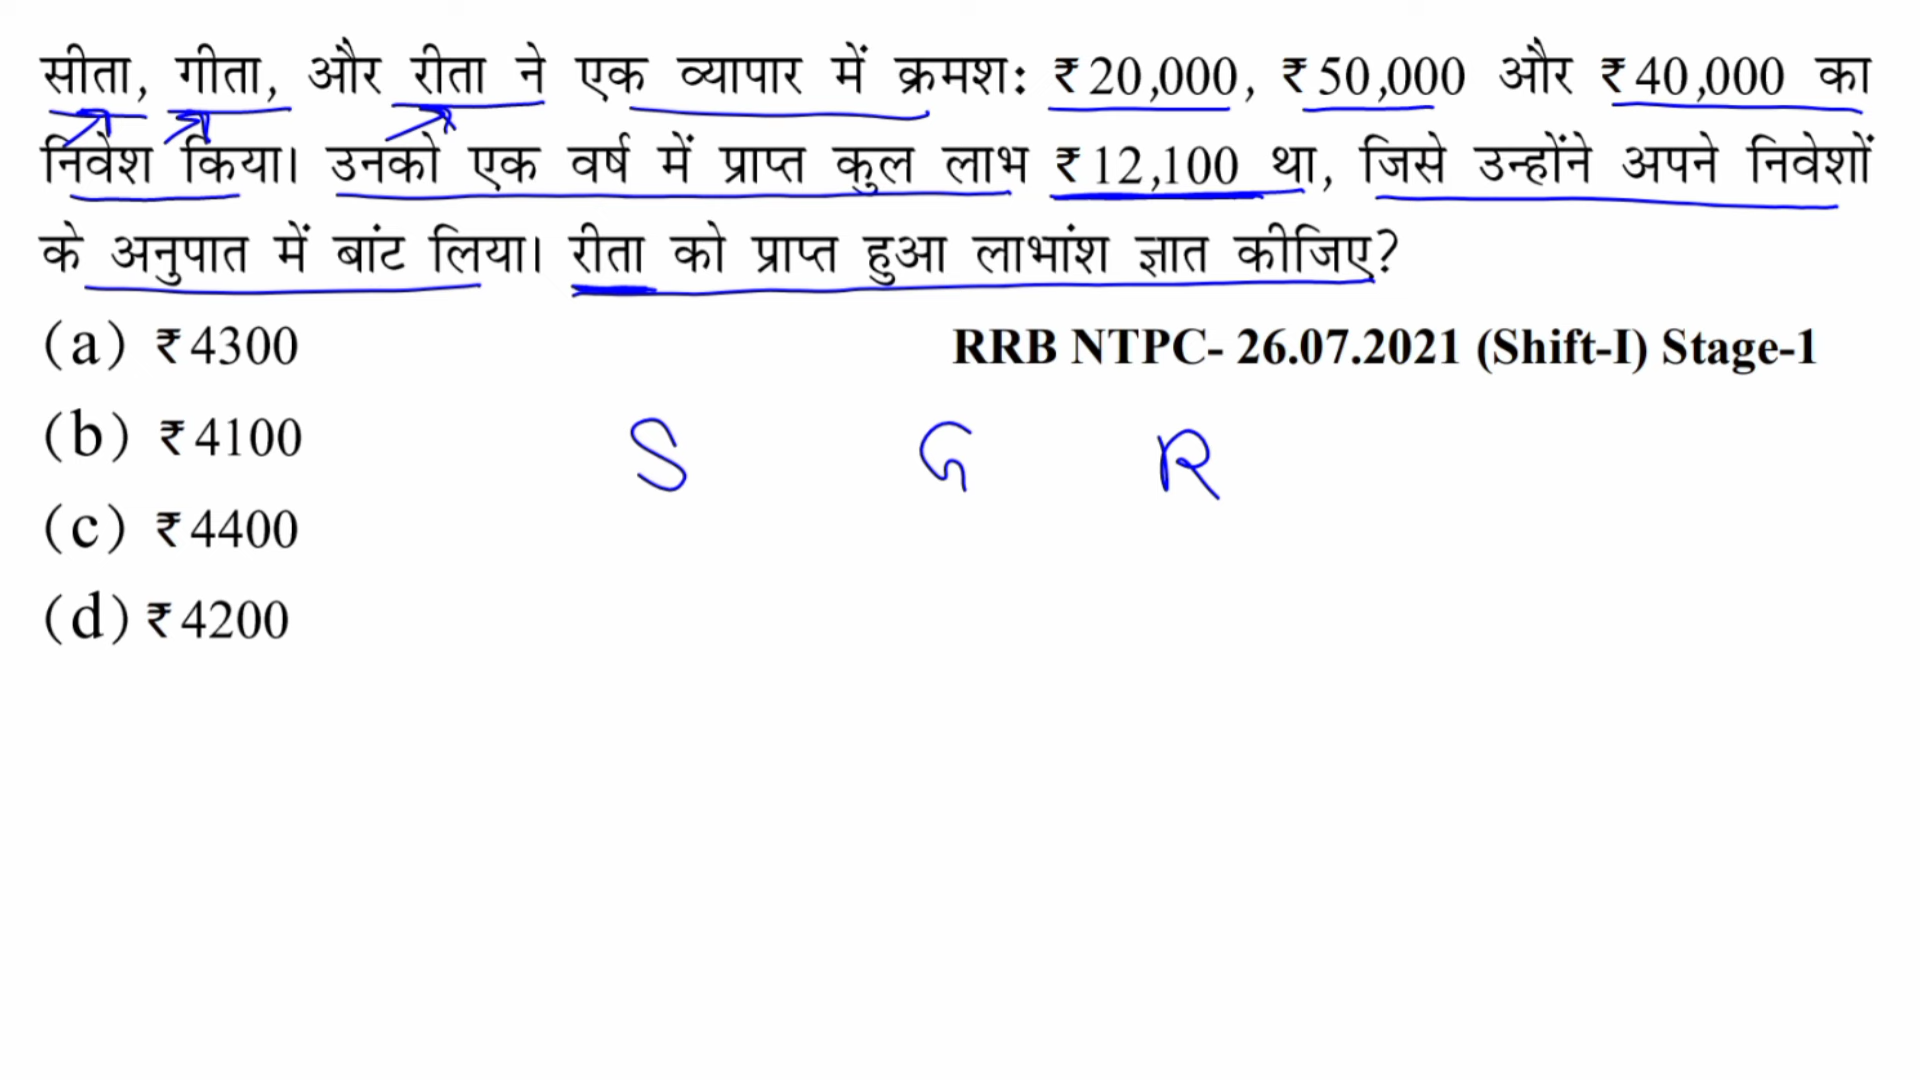 सीता, गीता, और रीता ने एक व्यापार में क्रमशः ₹20,000, ₹50,000 और ₹40,000 का
निवेश किया। उनको एक वर्ष में प्राप्त कुल लाभ ₹12,100 था, जिसे उन्होंने अपने निवेशों
के अनुपात में बांट लिया। रीता को प्राप्त हुआ लाभांश ज्ञात कीजिए?
(a) ₹4300 RRB NTPC- 26.07.2021 (Shift-I) Stage-1
(b) ₹4100 S G R
(c) ₹4400
(d) ₹4200